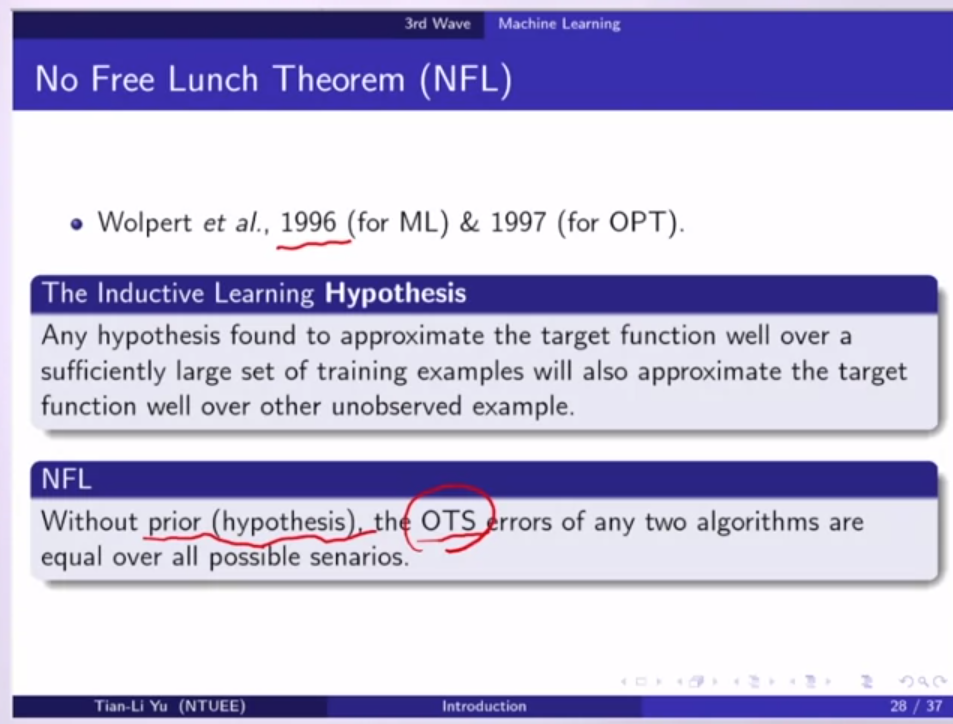 3rd Wave Machine Learning
No Free Lunch Theorem (NFL)
Wolpert et al., 1996 (for ML) & 1997 (for OPT).
The Inductive Learning Hypothesis
Any hypothesis found to approximate the target function well over a
sufficiently large set of training examples will also approximate the target
function well over other unobserved example.
NFL
Without prior (hypothesis), the OTS errors of any two algorithms are
equal over all possible senarios.
Tian-Li Yu (NTUEE) Introduction 28 / 37